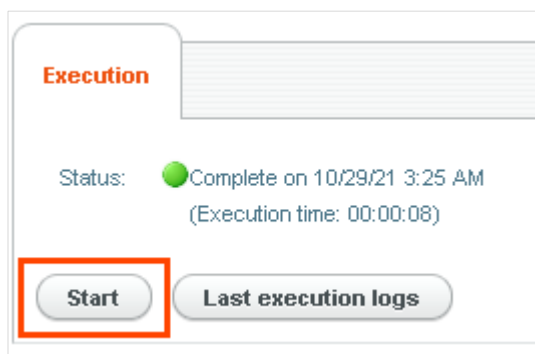 Execution
Status: Complete on 10/29/21 3:25 AM
(Execution time: 00:00:08)
Start Last execution logs